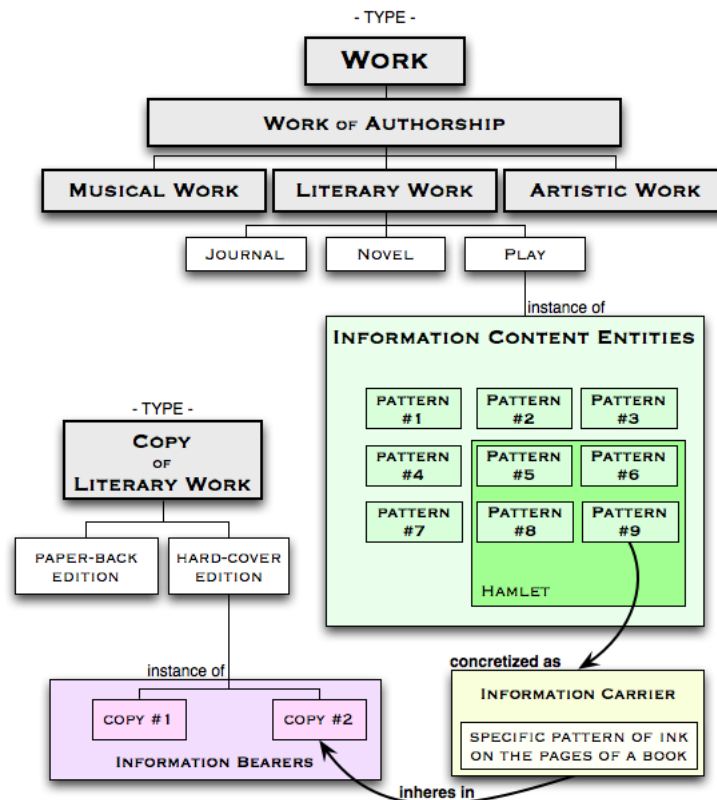 - TYPE -
WORK
WORK OF AUTHORSHIP
MUSICAL WORK
LITERARY WORK
ARTISTIC WORK
JOURNAL
NOVEL
PLAY
instance of
INFORMATION CONTENT ENTITIES
PATTERN
#1
PATTERN
#2
PATTERN
#3
PATTERN
#4
PATTERN
#5
PATTERN
#6
PATTERN
#7
PATTERN
#8
PATTERN
#9
HAMLET
- TYPE -
COPY
OF
LITERARY WORK
PAPER-BACK
EDITION
HARD-COVER
EDITION
instance of
COPY #1
COPY #2
INFORMATION BEARERS
concretized as
INFORMATION CARRIER
SPECIFIC PATTERN OF INK
ON THE PAGES OF A BOOK
inheres in